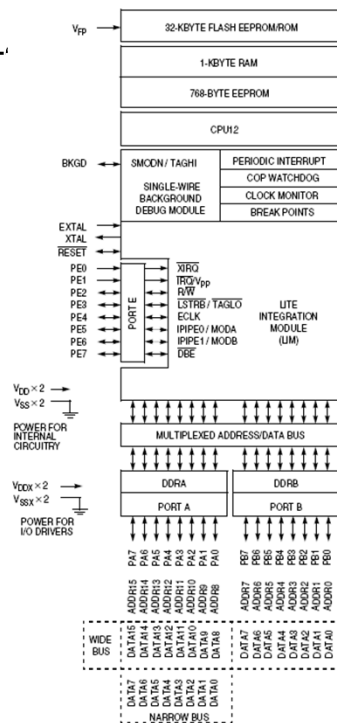 V_FP 32-KBYTE FLASH EEPROM/ROM
1-KBYTE RAM
768-BYTE EEPROM
CPU12
BKGD SMODN / TAGHI PERIODIC INTERRUPT
COP WATCHDOG
SINGLE-WIRE
BACKGROUND
DEBUG MODULE
CLOCK MONITOR
BREAK POINTS
EXTAL
XTAL
RESET
PE0 XIRQ
PE1 IRQ/VPP
PE2 R/W
PE3 LSTRB / TAGLO
PE4 ECLK
PE5 IPIPE0 / MODA
PE6 IPIPE1 / MODB
PE7 DBE
PORT E
LITE
INTEGRATION
MODULE
(LIM)
VDD × 2
VSS × 2
POWER FOR
INTERNAL
CIRCUITRY
MULTIPLEXED ADDRESS/DATA BUS
VDDX × 2
VSSX × 2
POWER FOR
I/O DRIVERS
DDRA DDRB
PORT A PORT B
PA7 PA6 PA5 PA4 PA3 PA2 PA1 PA0 PB7 PB6 PB5 PB4 PB3 PB2 PB1 PB0
ADDR15 ADDR14 ADDR13 ADDR12 ADDR11 ADDR10 ADDR9 ADDR8 ADDR7 ADDR6 ADDR5 ADDR4 ADDR3 ADDR2 ADDR1 ADDR0
WIDE
BUS
DATA15 DATA14 DATA13 DATA12 DATA11 DATA10 DATA9 DATA8 DATA7 DATA6 DATA5 DATA4 DATA3 DATA2 DATA1 DATA0
DATA7 DATA6 DATA5 DATA4 DATA3 DATA2 DATA1 DATA0
NARROW BUS